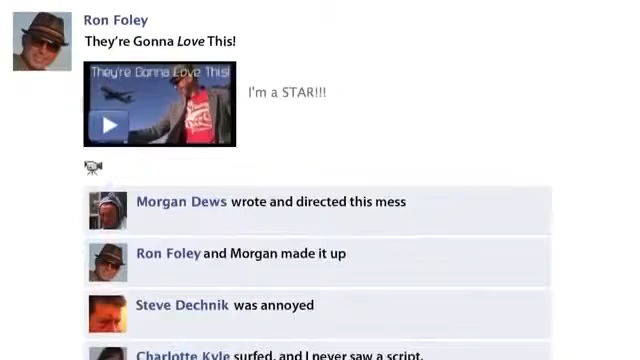 Ron Foley
They're Gonna Love This!
They're Gonna Love This!
I'm a STAR!!!
Morgan Dews wrote and directed this mess
Ron Foley and Morgan made it up
Steve Dechnik was annoyed
Charlotte Kyle surfed, and I never saw a script.